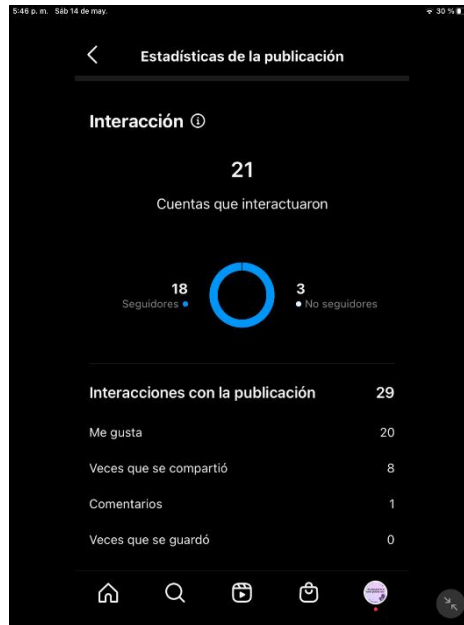 5:46 p. m. Sáb 14 de may.
30 %
Estadísticas de la publicación
Interacción
21
Cuentas que interactuaron
18
Seguidores
3
No seguidores
Interacciones con la publicación 29
Me gusta 20
Veces que se compartió 8
Comentarios 1
Veces que se guardó 0